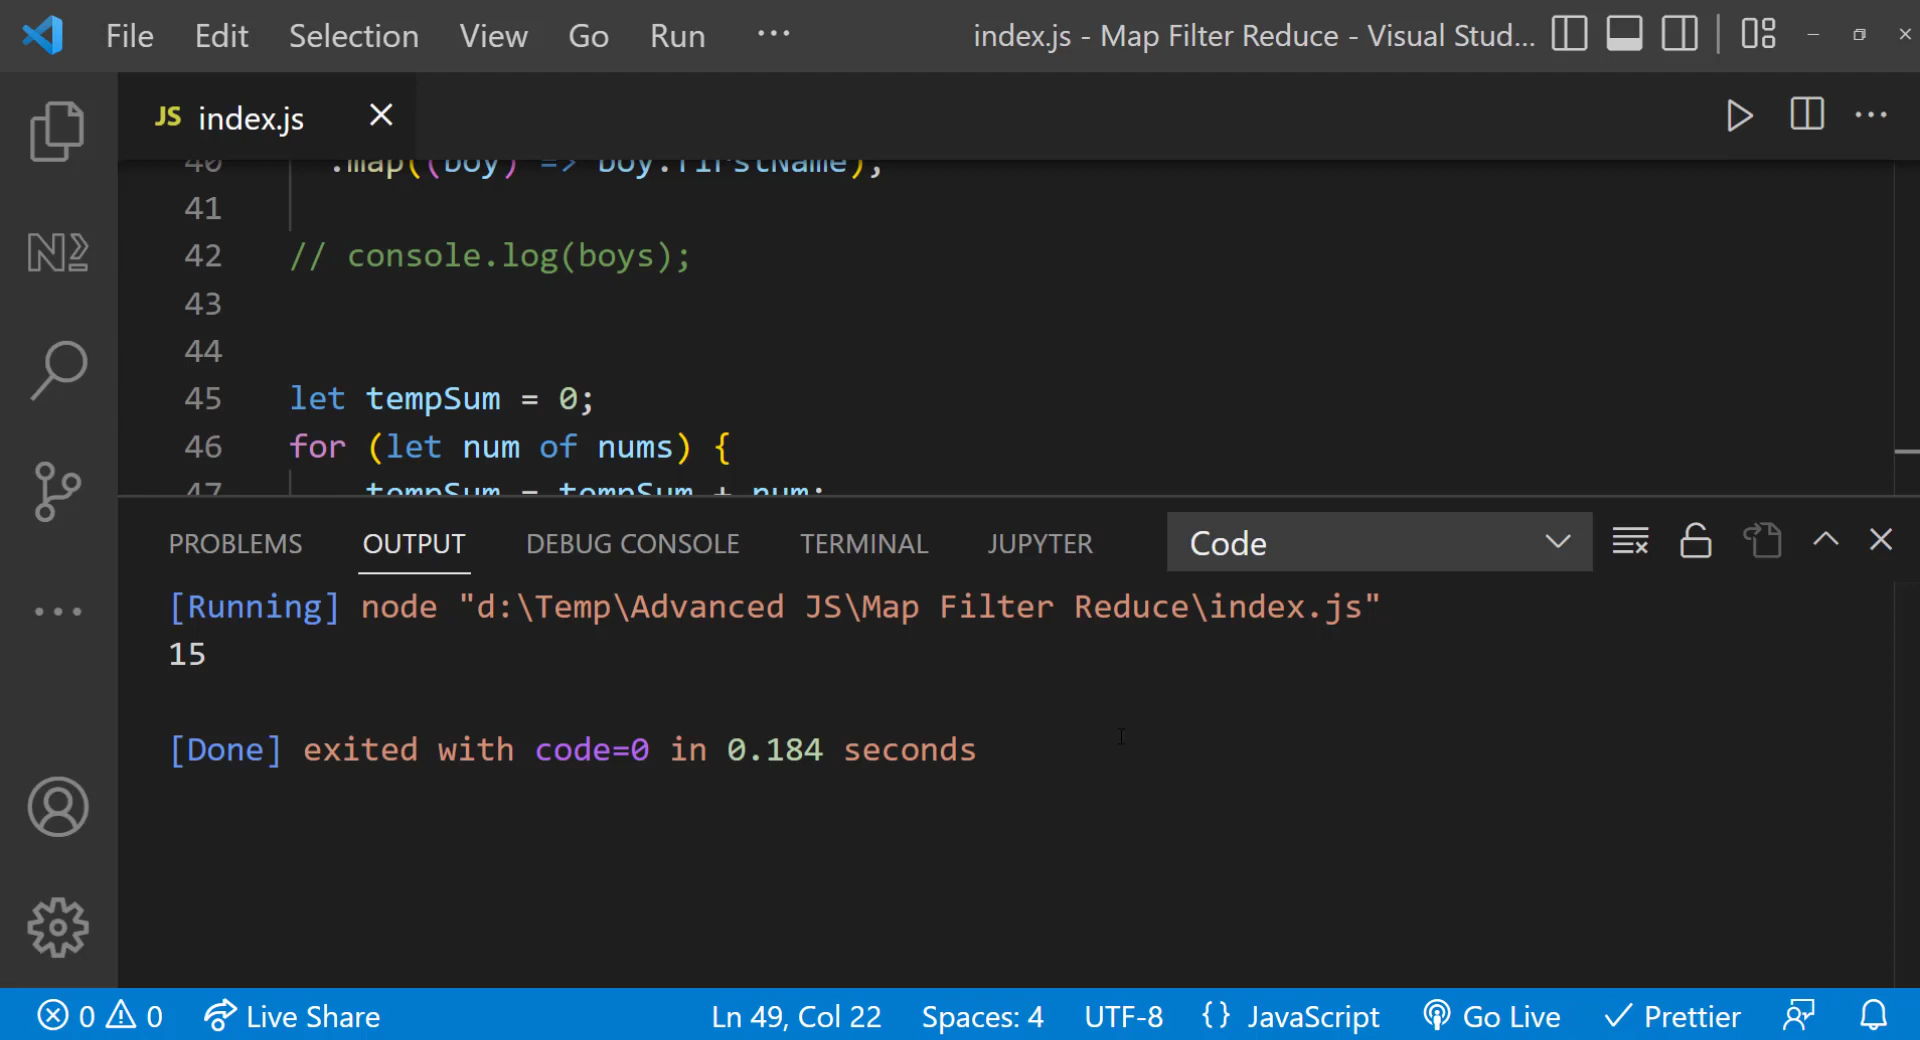 File Edit Selection View Go Run ··· index.js - Map Filter Reduce - Visual Stud...
JS index.js
40 .map((boy) => boy.firstName);
41
42 // console.log(boys);
43
44
45 let tempSum = 0;
46 for (let num of nums) {
47 tempSum = tempSum + num;
PROBLEMS OUTPUT DEBUG CONSOLE TERMINAL JUPYTER Code
[Running] node "d:\Temp\Advanced JS\Map Filter Reduce\index.js"
15
[Done] exited with code=0 in 0.184 seconds
0 0 Live Share Ln 49, Col 22 Spaces: 4 UTF-8 {} JavaScript Go Live Prettier